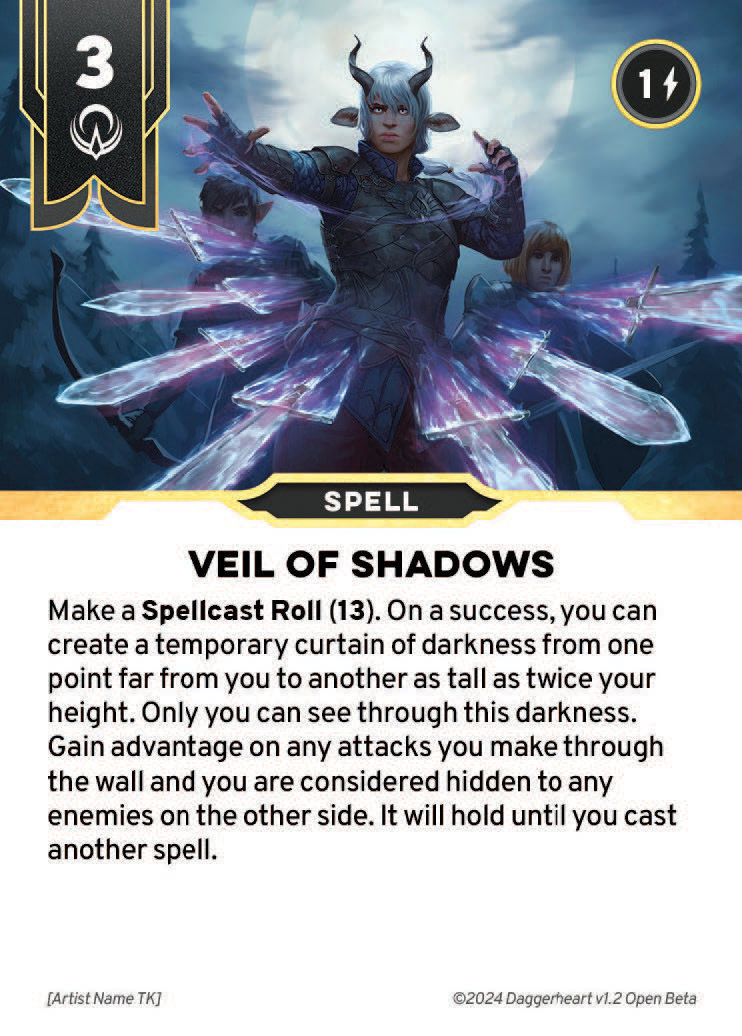 3
1
SPELL
VEIL OF SHADOWS
Make a Spellcast Roll (13). On a success, you can
create a temporary curtain of darkness from one
point far from you to another as tall as twice your
height. Only you can see through this darkness.
Gain advantage on any attacks you make through
the wall and you are considered hidden to any
enemies on the other side. It will hold until you cast
another spell.
[Artist Name TK]
©2024 Daggerheart v1.2 Open Beta